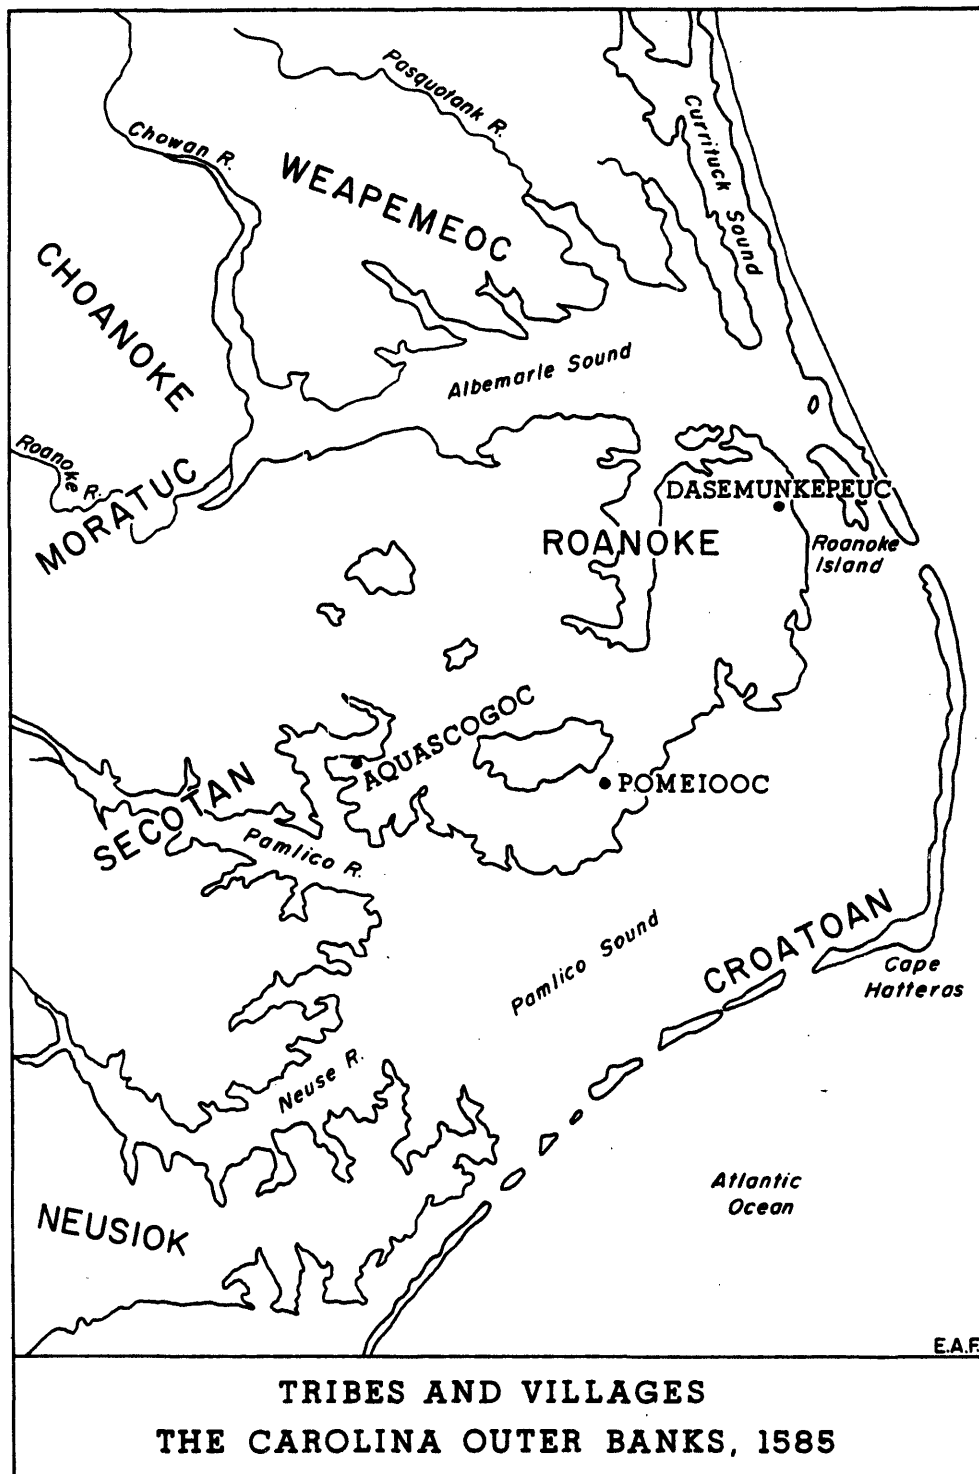 Pasquotank R.
Currituck Sound
Chowan R.
WEAPEMEOC
CHOANOKE
Albemarle Sound
Roanoke R.
MORATUC
DASEMUNKEPEUC
ROANOKE
Roanoke
Island
AQUASCOGOC
POMEIOOC
SECOTAN
Pamlico R.
CROATOAN
Pamlico Sound
Cape
Hatteras
Neuse R.
Atlantic
Ocean
NEUSIOK
E.A.F.
TRIBES AND VILLAGES
THE CAROLINA OUTER BANKS, 1585